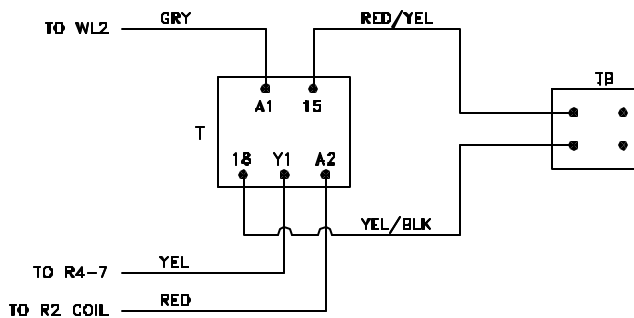 TO WL2 GRY RED/YEL
TB
A1 15
T
18 Y1 A2
YEL/BLK
TO R4-7 YEL
TO R2 COIL RED